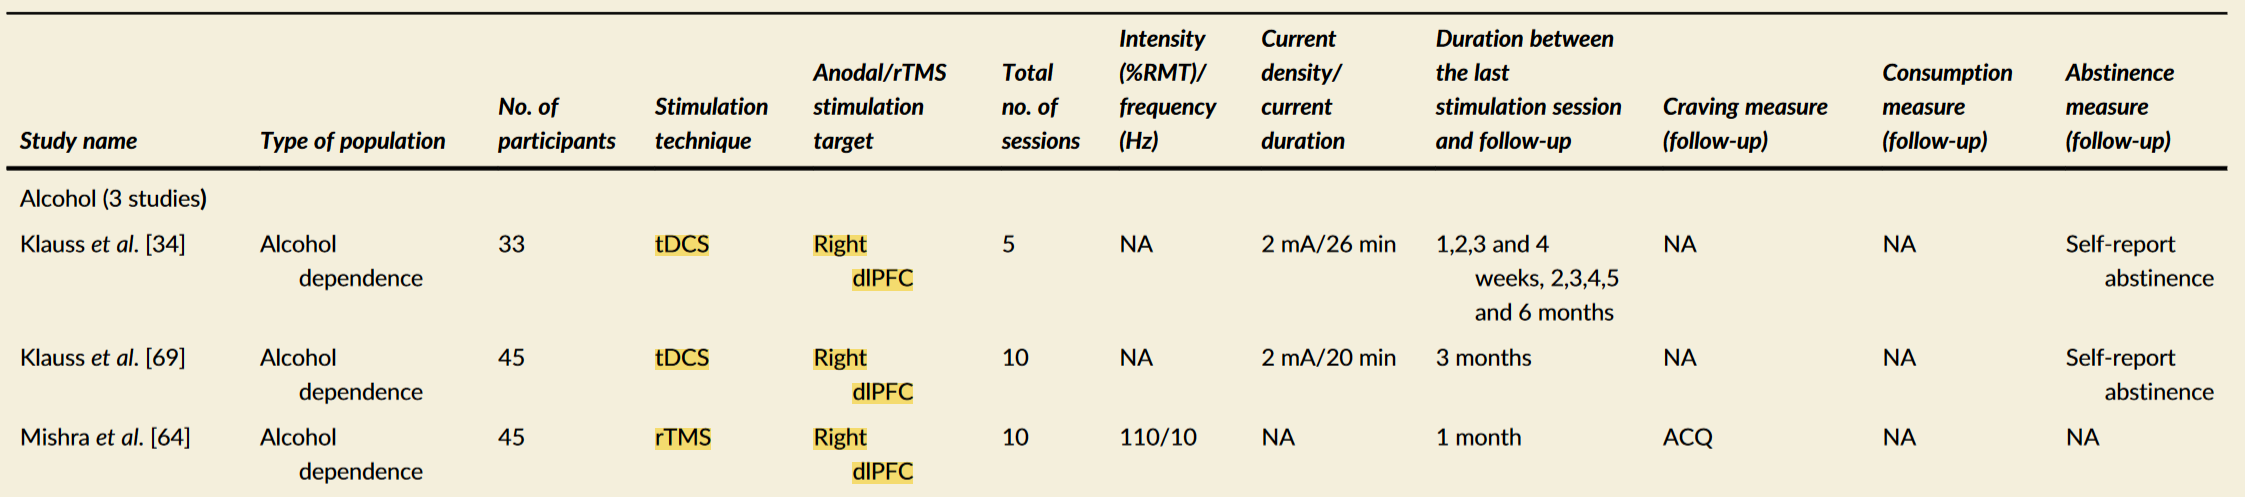 Intensity Current Duration between
(%RMT)/ density/ the last Consumption Abstinence
Anodal/rTMS Total frequency current stimulation session Craving measure measure measure
No. of Stimulation stimulation no. of (Hz) duration and follow-up (follow-up) (follow-up) (follow-up)
Study name Type of population participants technique target sessions
Alcohol (3 studies)
Klauss et al. [34] Alcohol 33 tDCS Right 5 NA 2 mA/26 min 1,2,3 and 4 NA NA Self-report
dependence dlPFC weeks, 2,3,4,5 abstinence
and 6 months
Klauss et al. [69] Alcohol 45 tDCS Right 10 NA 2 mA/20 min 3 months NA NA Self-report
dependence dlPFC abstinence
Mishra et al. [64] Alcohol 45 rTMS Right 10 110/10 NA 1 month ACQ NA NA
dependence dlPFC